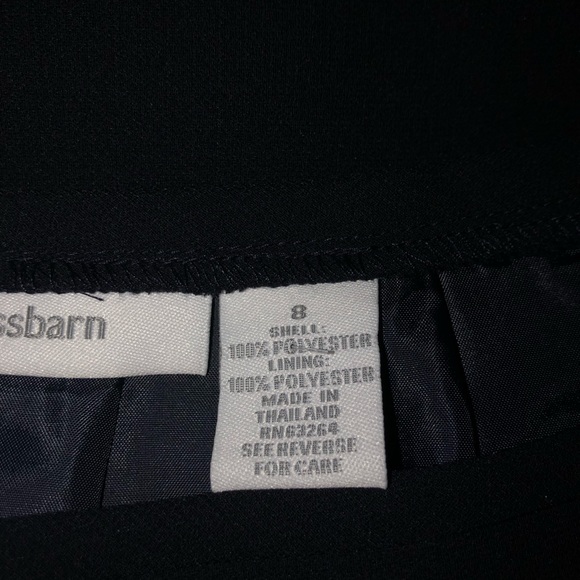 ssbarn
8
SHELL:
100% POLYESTER
LINING:
100% POLYESTER
MADE IN
THAILAND
RN63264
SEE REVERSE
FOR CARE